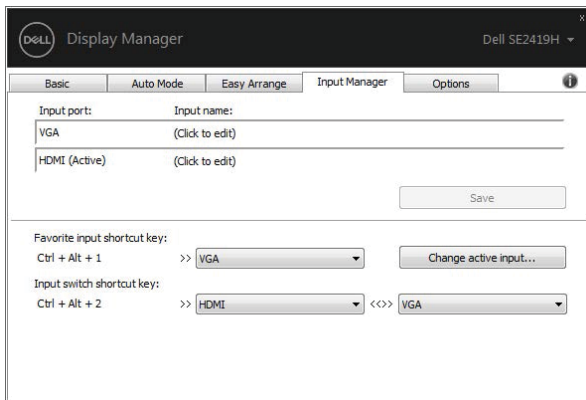 DELL Display Manager Dell SE2419H
x
Basic Auto Mode Easy Arrange Input Manager Options i
Input port: Input name:
VGA (Click to edit)
HDMI (Active) (Click to edit)
Save
Favorite input shortcut key:
Ctrl + Alt + 1 >> VGA Change active input...
Input switch shortcut key:
Ctrl + Alt + 2 >> HDMI <<>> VGA